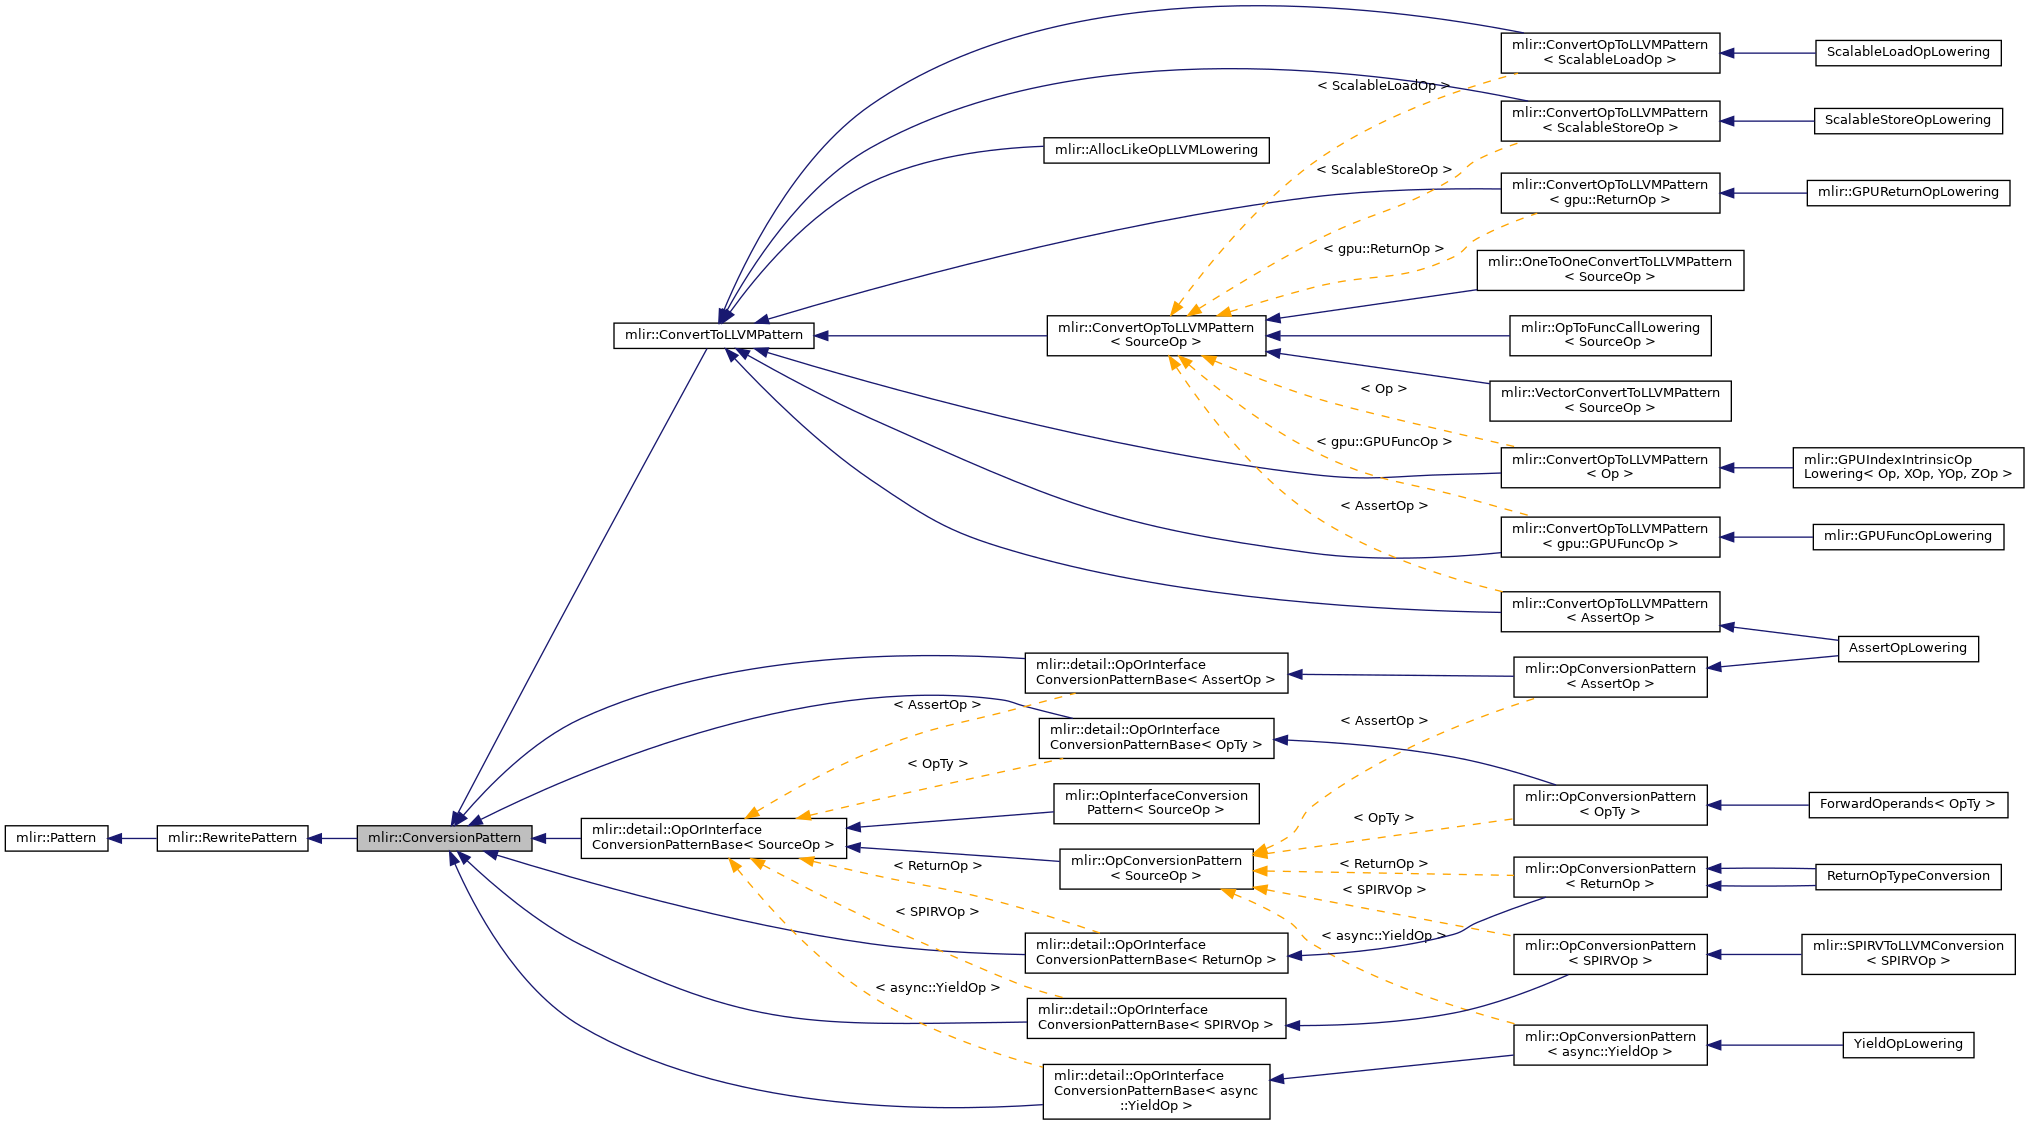 mlir::ConvertOpToLLVMPattern
< ScalableLoadOp >
ScalableLoadOpLowering
< ScalableLoadOp >
mlir::ConvertOpToLLVMPattern
< ScalableStoreOp >
ScalableStoreOpLowering
mlir::AllocLikeOpLLVMLowering
< ScalableStoreOp >
mlir::ConvertOpToLLVMPattern
< gpu::ReturnOp >
mlir::GPUReturnOpLowering
< gpu::ReturnOp >
mlir::OneToOneConvertToLLVMPattern
< SourceOp >
mlir::ConvertToLLVMPattern
mlir::ConvertOpToLLVMPattern
< SourceOp >
mlir::OpToFuncCallLowering
< SourceOp >
< Op >
mlir::VectorConvertToLLVMPattern
< SourceOp >
< gpu::GPUFuncOp >
mlir::ConvertOpToLLVMPattern
< Op >
mlir::GPUIndexIntrinsicOp
Lowering< Op, XOp, YOp, ZOp >
< AssertOp >
mlir::ConvertOpToLLVMPattern
< gpu::GPUFuncOp >
mlir::GPUFuncOpLowering
mlir::ConvertOpToLLVMPattern
< AssertOp >
AssertOpLowering
mlir::detail::OpOrInterface
ConversionPatternBase< AssertOp >
mlir::OpConversionPattern
< AssertOp >
< AssertOp >
< AssertOp >
mlir::detail::OpOrInterface
ConversionPatternBase< OpTy >
< OpTy >
mlir::OpInterfaceConversion
Pattern< SourceOp >
mlir::OpConversionPattern
< OpTy >
ForwardOperands< OpTy >
< OpTy >
mlir::Pattern
mlir::RewritePattern
mlir::ConversionPattern
mlir::detail::OpOrInterface
ConversionPatternBase< SourceOp >
mlir::OpConversionPattern
< SourceOp >
< ReturnOp >
< ReturnOp >
< SPIRVOp >
mlir::OpConversionPattern
< ReturnOp >
ReturnOpTypeConversion
< SPIRVOp >
< async::YieldOp >
mlir::detail::OpOrInterface
ConversionPatternBase< ReturnOp >
mlir::OpConversionPattern
< SPIRVOp >
mlir::SPIRVToLLVMConversion
< SPIRVOp >
< async::YieldOp >
mlir::detail::OpOrInterface
ConversionPatternBase< SPIRVOp >
mlir::OpConversionPattern
< async::YieldOp >
YieldOpLowering
mlir::detail::OpOrInterface
ConversionPatternBase< async
::YieldOp >